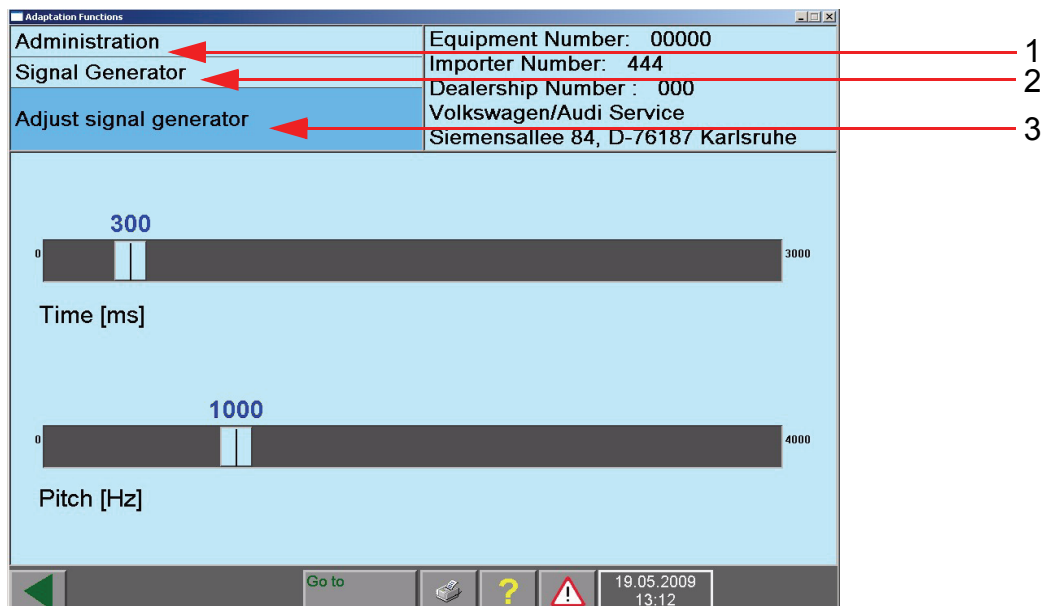 Adaptation Functions
Administration
Signal Generator
Adjust signal generator
Equipment Number: 00000
Importer Number: 444
Dealership Number : 000
Volkswagen/Audi Service
Siemensallee 84, D-76187 Karlsruhe
1
2
3
300
0
3000
Time [ms]
1000
0
4000
Pitch [Hz]
Go to
?
!
19.05.2009
13:12